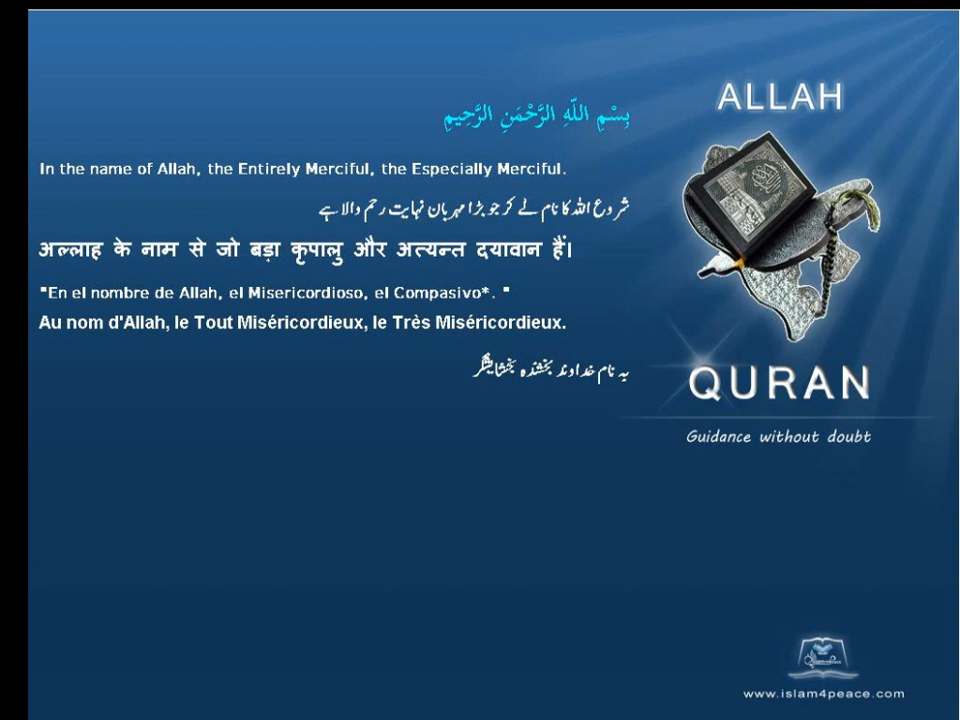 بِسْمِ اللّهِ الرَّحْمَنِ الرَّحِيمِ
In the name of Allah, the Entirely Merciful, the Especially Merciful.
شروع اللہ کا نام لے کر جو بڑا مہربان نہایت رحم والا ہے
अल्लाह के नाम से जो बड़ा कृपालु और अत्यन्त दयावान हैं।
"En el nombre de Allah, el Misericordioso, el Compasivo*. "
Au nom d'Allah, le Tout Miséricordieux, le Très Miséricordieux.
به نام خداوند بخشنده بخشایشگر
ALLAH
QURAN
Guidance without doubt
www.islam4peace.com